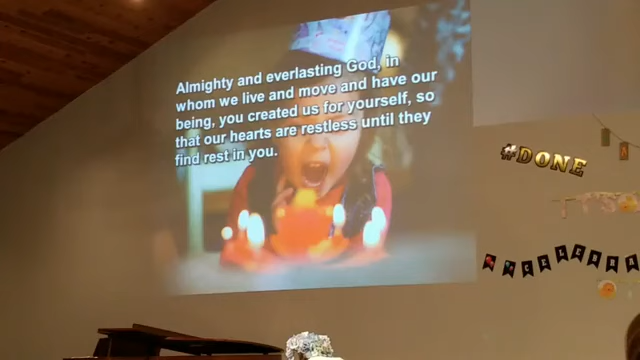 Almighty and everlasting God, in
whom we live and move and have our
being, you created us for yourself, so
that our hearts are restless until they
find rest in you.
#DONE
CELEBRA